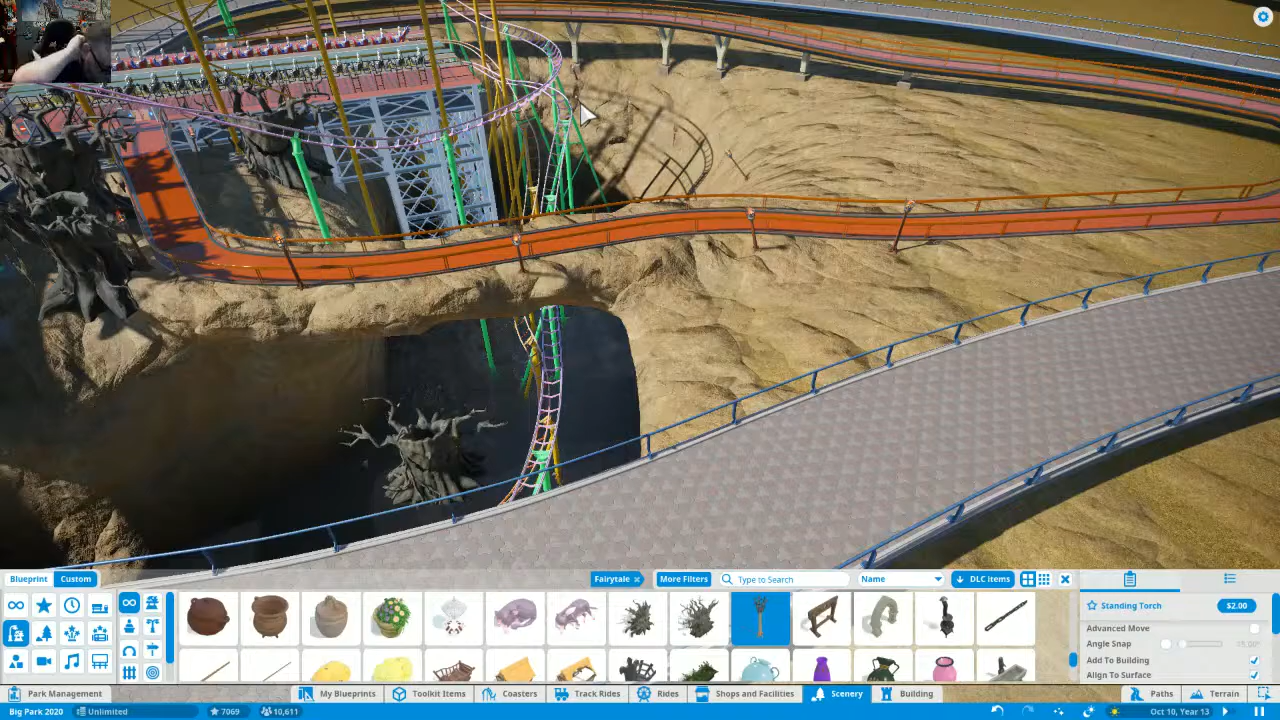 Blueprint Custom Fairytale More Filters Type to Search Name DLC Items
Standing Torch $2.00
Advanced Move
Angle Snap
Add To Building
Align To Surface
Park Management My Blueprints Toolkit Items Coasters Track Rides Rides Shops and Facilities Scenery Building Paths Terrain
Big Park 2020 Unlimited 7069 10,611 Oct 10, Year 13